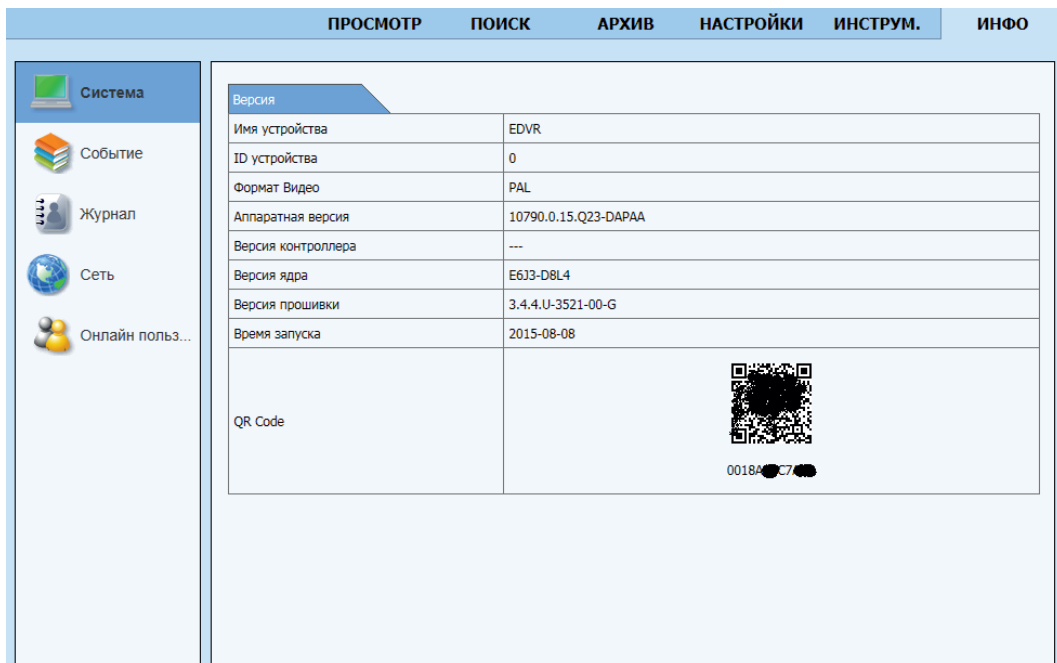 ПРОСМОТР ПОИСК АРХИВ НАСТРОЙКИ ИНСТРУМ. ИНФО
Система
Событие
Журнал
Сеть
Онлайн польз...
Версия
Имя устройства EDVR
ID устройства 0
Формат Видео PAL
Аппаратная версия 10790.0.15.Q23-DAPAA
Версия контроллера ---
Версия ядра E6J3-D8L4
Версия прошивки 3.4.4.U-3521-00-G
Время запуска 2015-08-08
QR Code